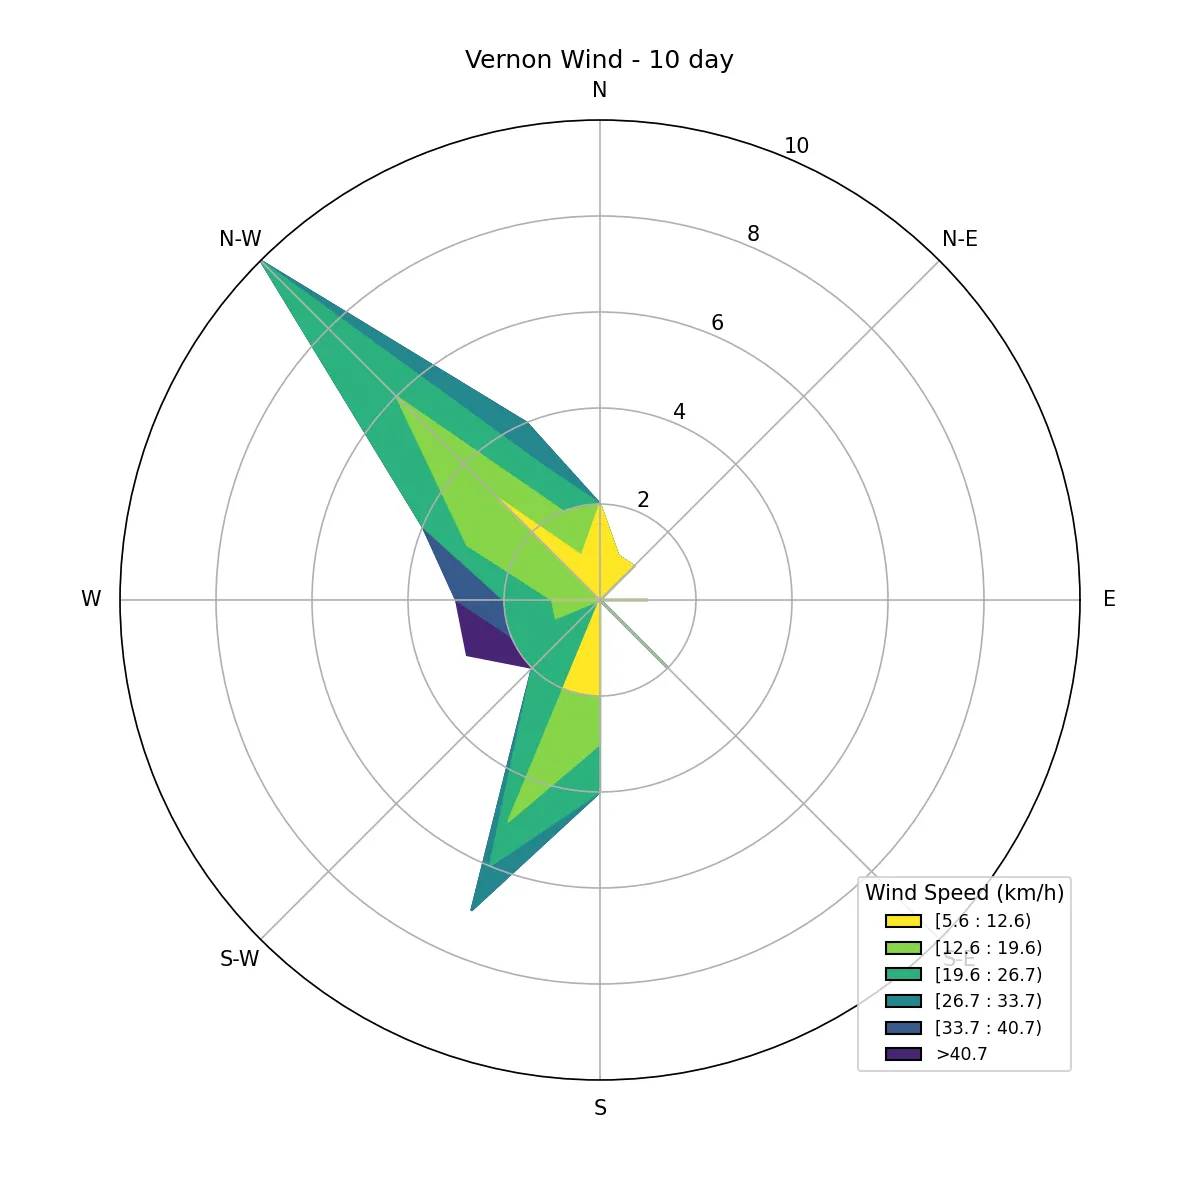 Vernon Wind - 10 day
N
10
N-W
N-E
8
6
4
2
W
E
S-W
S-E
S
Wind Speed (km/h)
[5.6 : 12.6)
[12.6 : 19.6)
[19.6 : 26.7)
[26.7 : 33.7)
[33.7 : 40.7)
>40.7